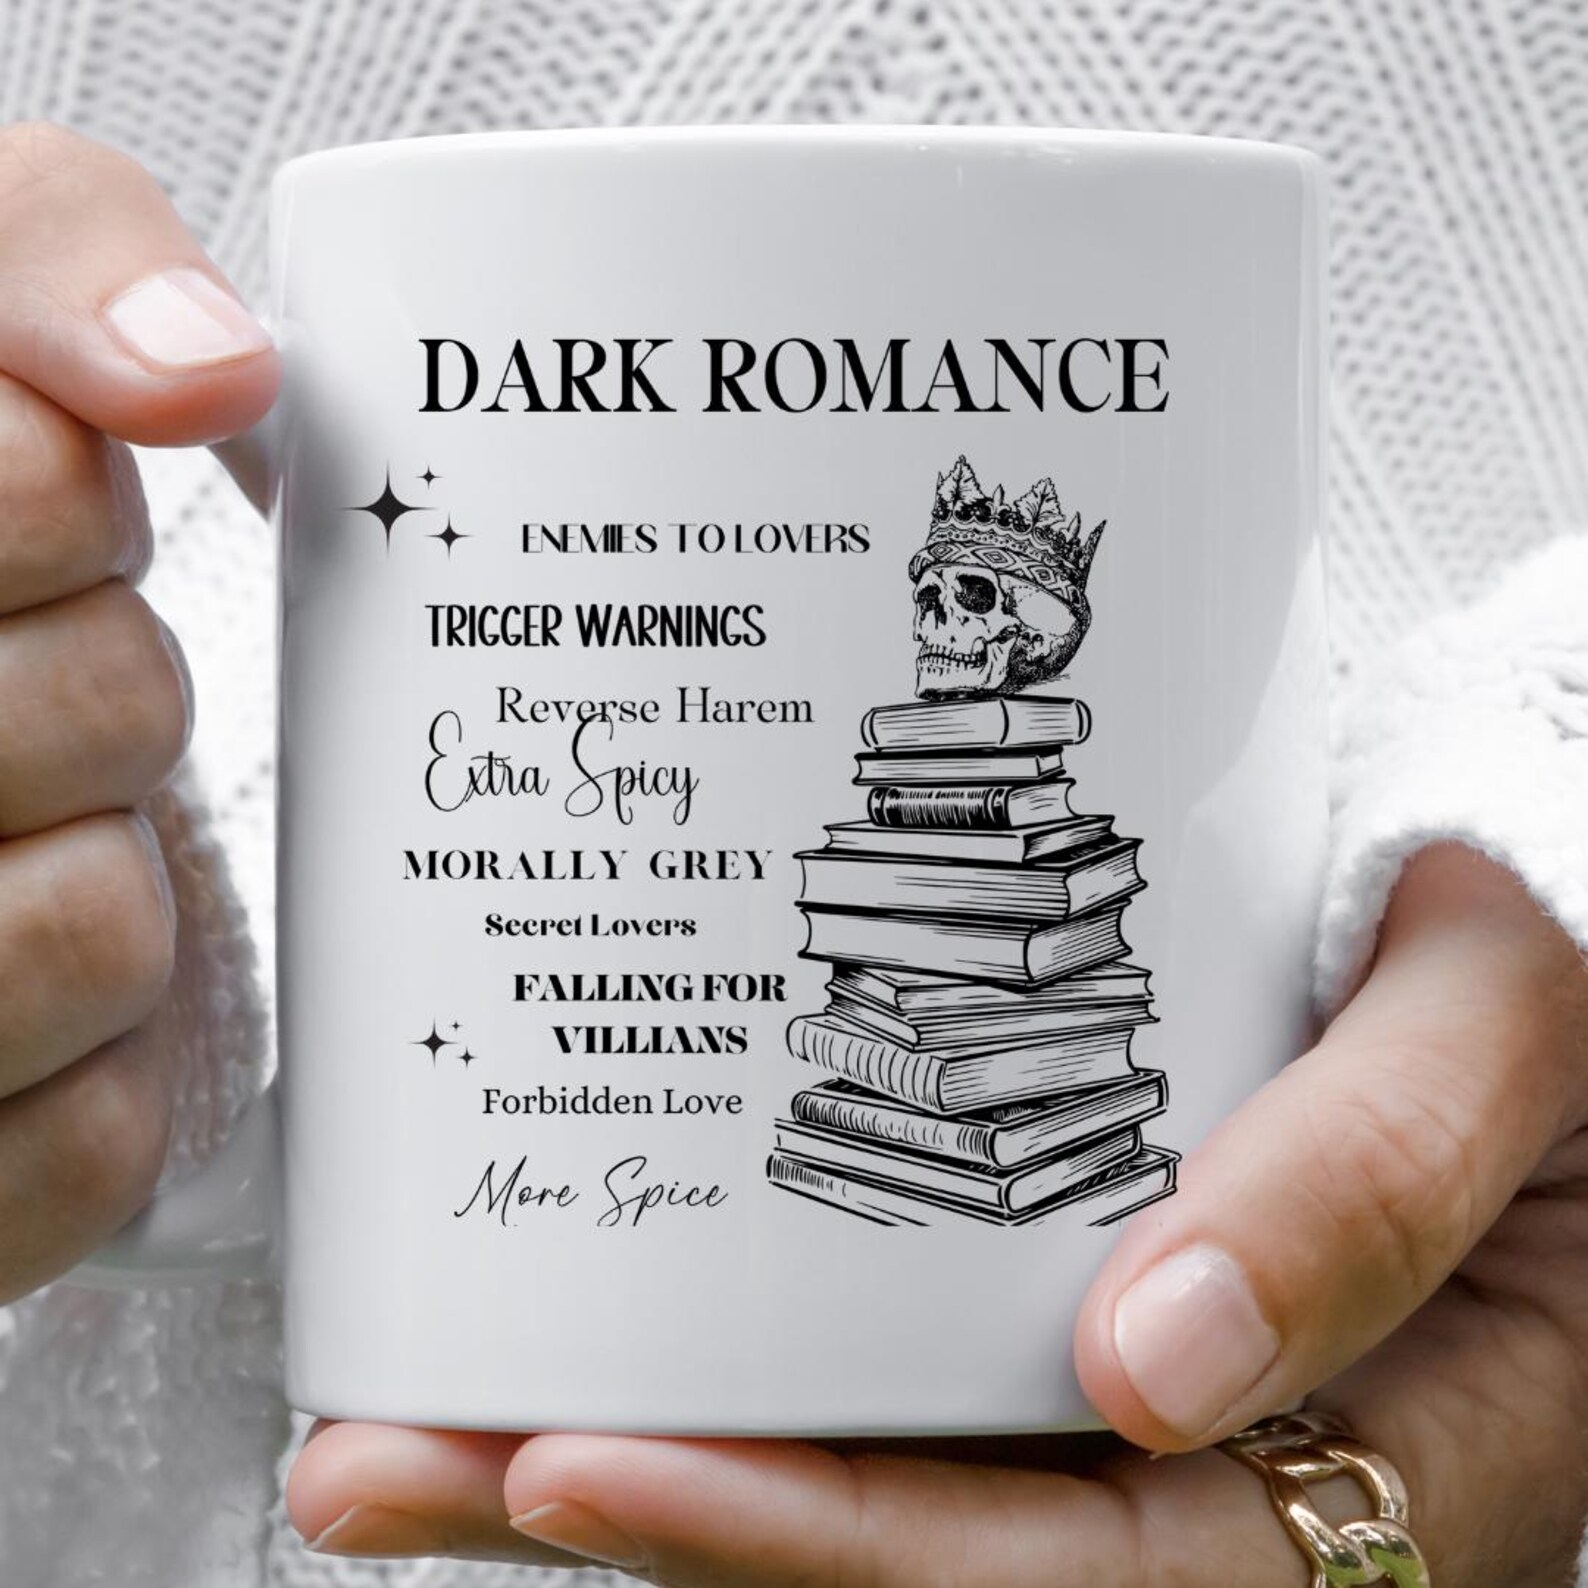 DARK ROMANCE
ENEMIES TO LOVERS
TRIGGER WARNINGS
Reverse Harem
Extra Spicy
MORALLY GREY
Secret Lovers
FALLING FOR
VILLIANS
Forbidden Love
More Spice